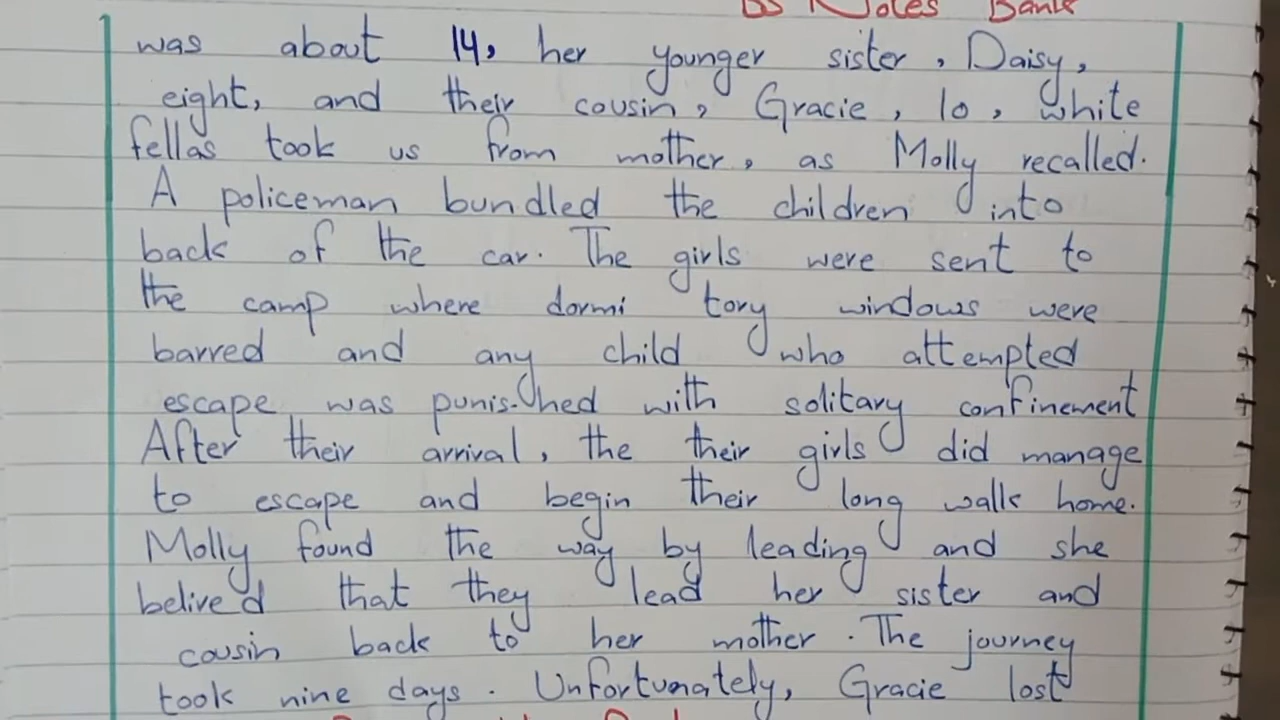 BS Notes Bank
was about 14, her younger sister, Daisy,
eight, and their cousin, Gracie, 10, white
fellas took us from mother, as Molly recalled.
A policeman bundled the children into
back of the car. The girls were sent to
the camp where dormi tory windows were
barred and any child who attempted
escape was punished with solitary confinement
After their arrival, the their girls did manage
to escape and begin their long walk home.
Molly found the way by leading and she
belived that they lead her sister and
cousin back to her mother. The journey
took nine days. Unfortunately, Gracie lost